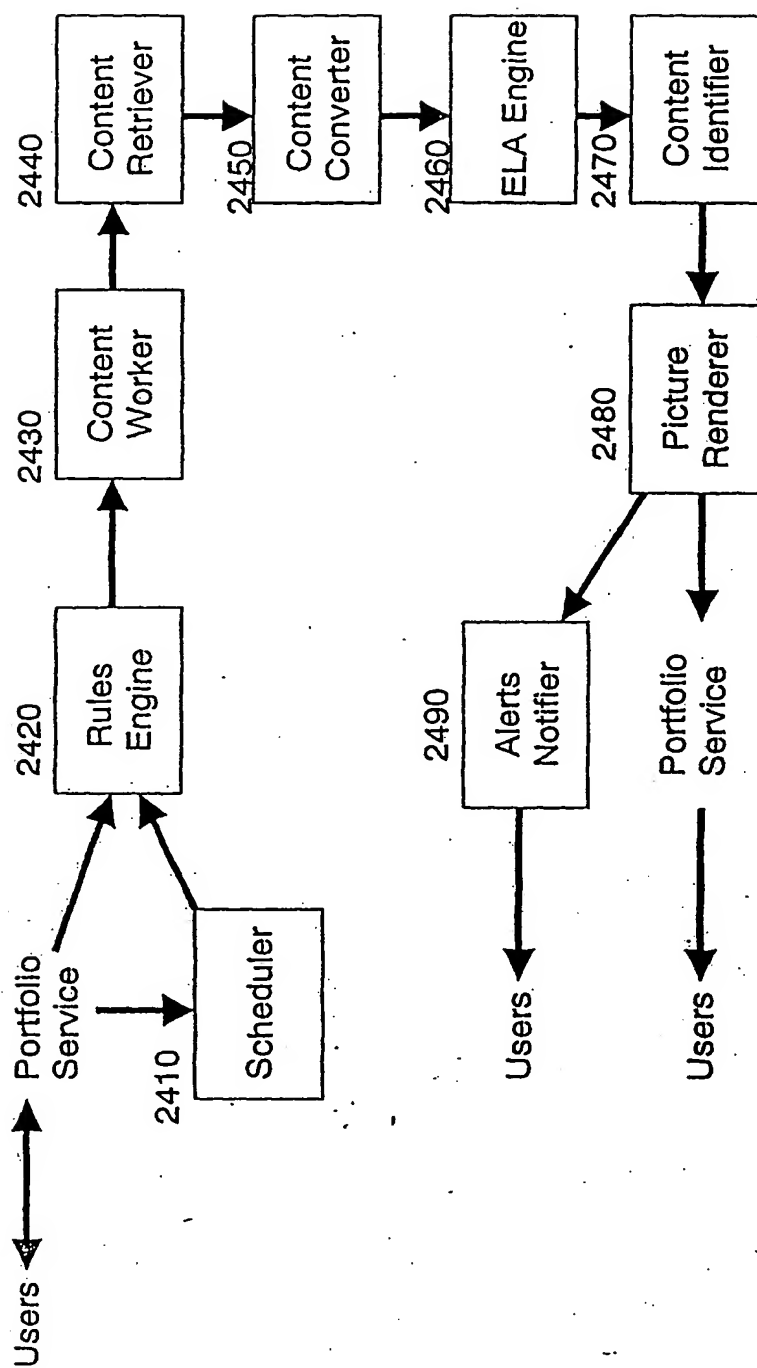 Users
Portfolio
Service
2410
Scheduler
2420
Rules
Engine
2430
Content
Worker
2440
Content
Retriever
2450
Content
Converter
2460
ELA Engine
2470
Content
Identifier
2480
Picture
Renderer
2490
Alerts
Notifier
Users
Portfolio
Service
Users